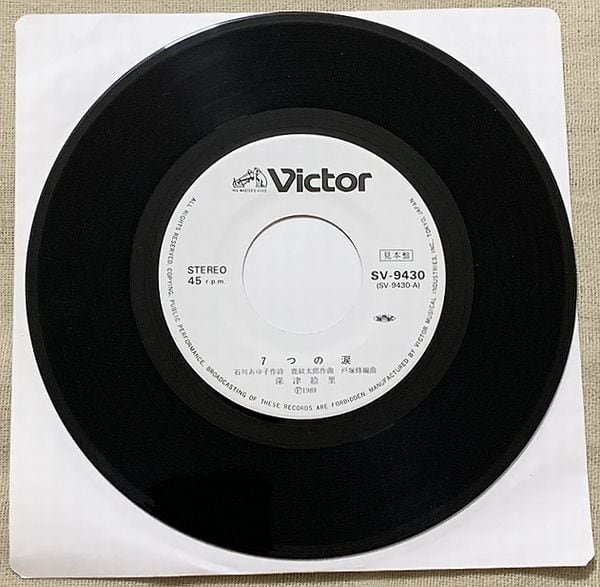 HIS MASTER'S VOICE
Victor
見本盤
STEREO
45 r.p.m.
SV-9430
(SV-9430-A)
7つの涙
石川あゆ子作詩 鹿紋太郎作曲 戸塚修編曲
深津絵里
Ⓟ1989
ALL RIGHTS RESERVED. COPYING, PUBLIC PERFORMANCE, BROADCASTING OF THESE RECORDS ARE FORBIDDEN. MANUFACTURED BY VICTOR MUSICAL INDUSTRIES, INC. TOKYO, JAPAN